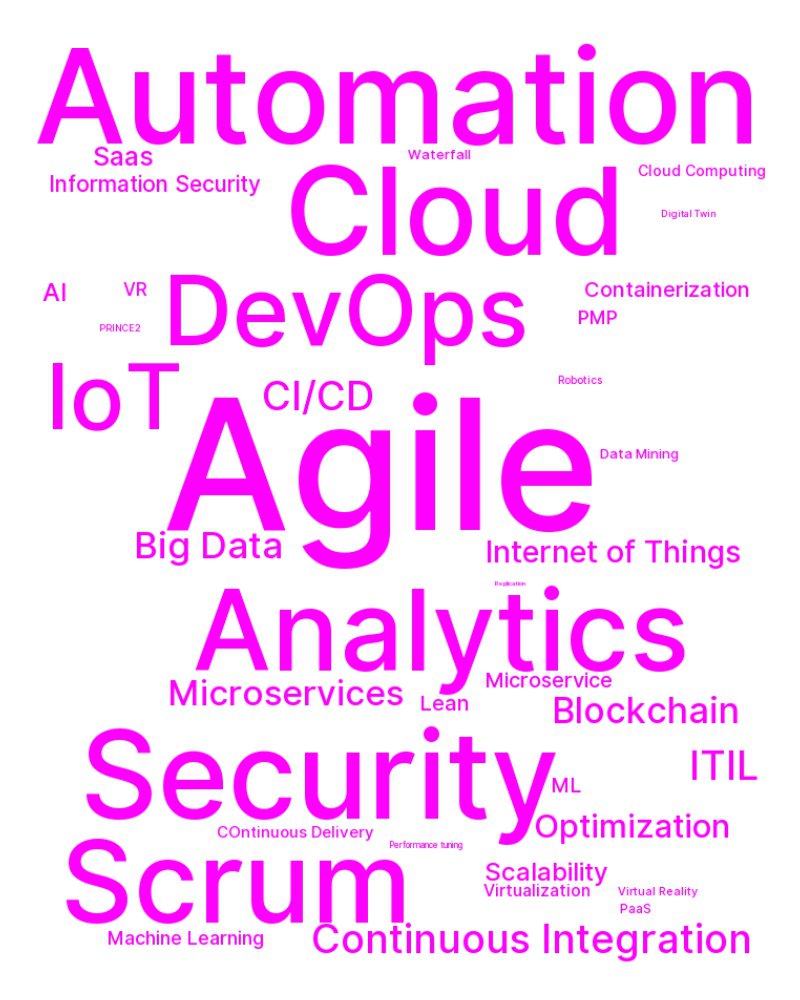 Automation
Saas
Waterfall
Information Security
Cloud
Cloud Computing
Digital Twin
AI
VR
DevOps
Containerization
PMP
PRINCE2
IoT
CI/CD
Robotics
Agile
Data Mining
Big Data
Internet of Things
Replication
Analytics
Microservices
Microservice
Lean
Blockchain
Security
ITIL
ML
Optimization
COntinuous Delivery
Performance tuning
Scrum
Scalability
Virtualization
Virtual Reality
PaaS
Machine Learning
Continuous Integration